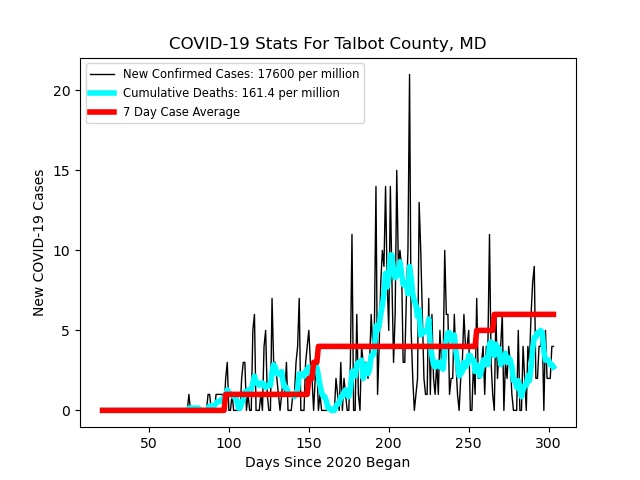 COVID-19 Stats For Talbot County, MD
New Confirmed Cases: 17600 per million
Cumulative Deaths: 161.4 per million
7 Day Case Average
New COVID-19 Cases
20
15
10
5
0
50 100 150 200 250 300
Days Since 2020 Began